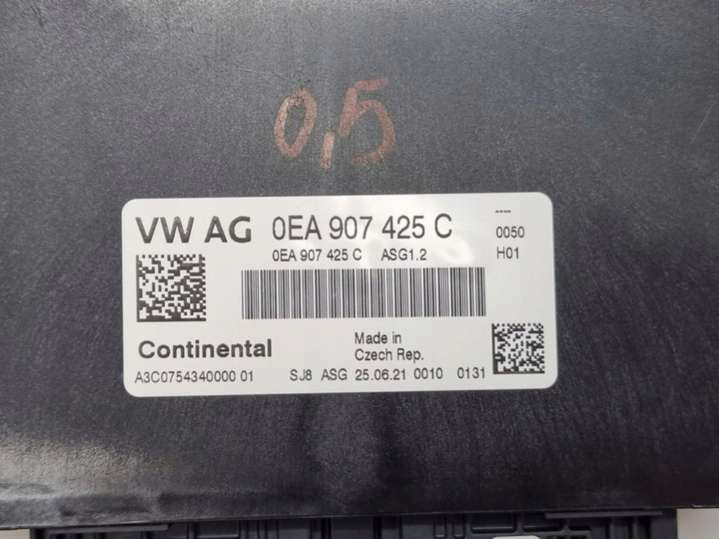 0,5
VW AG 0EA 907 425 C
---
0050
H01
0EA 907 425 C ASG1.2
Continental
Made in
Czech Rep.
A3C0754340000 01 SJ8 ASG 25.06.21 0010 0131